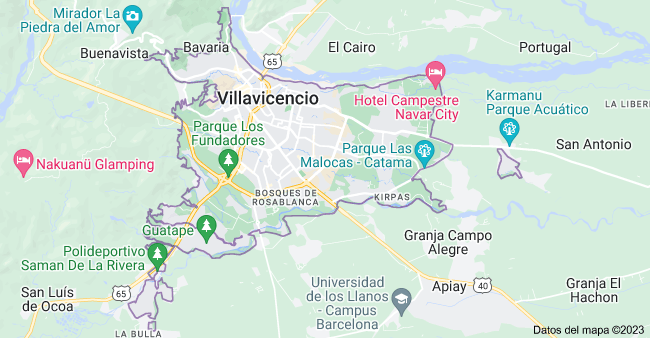 Mirador La
Piedra del Amor
Buenavista
Bavaria
El Cairo
Portugal
65
Villavicencio
Hotel Campestre
Navar City
Karmanu
Parque Acuático
LA LIBER
Parque Los
Fundadores
Nakuanü Glamping
Parque Las
Malocas - Catama
San Antonio
BOSQUES DE
ROSABLANCA
KIRPAS
Guatape
Granja Campo
Alegre
Polideportivo
Saman De La Rivera
San Luís
de Ocoa
65
Universidad
de los Llanos
- Campus
Barcelona
Apiay
40
Granja El
Hachon
LA BULLA
Datos del mapa ©2023